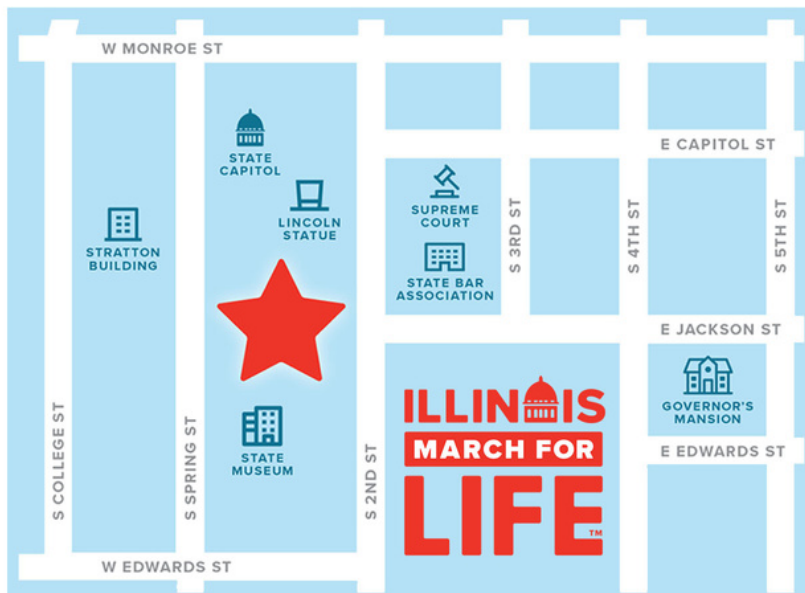 W MONROE ST
E CAPITOL ST
STATE
CAPITOL
LINCOLN
STATUE
STRATTON
BUILDING
SUPREME
COURT
STATE BAR
ASSOCIATION
S 3RD ST
S 4TH ST
S 5TH ST
E JACKSON ST
GOVERNOR'S
MANSION
E EDWARDS ST
STATE
MUSEUM
S COLLEGE ST
S SPRING ST
S 2ND ST
W EDWARDS ST
ILLINOIS
MARCH FOR
LIFE™